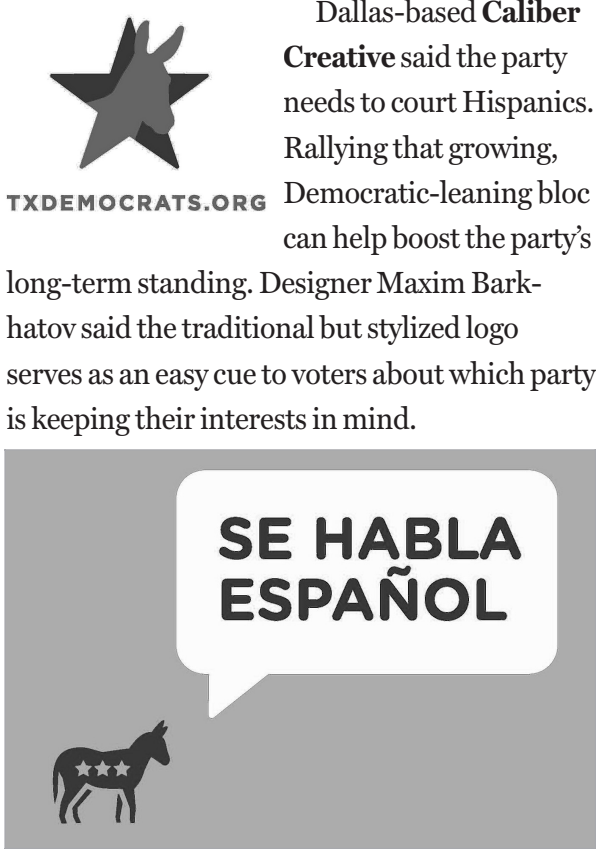 Dallas-based Caliber
Creative said the party
needs to court Hispanics.
Rallying that growing,
Democratic-leaning bloc
can help boost the party’s
long-term standing. Designer Maxim Bark-
hatov said the traditional but stylized logo
serves as an easy cue to voters about which party
is keeping their interests in mind.
TXDEMOCRATS.ORG
SE HABLA
ESPAÑOL